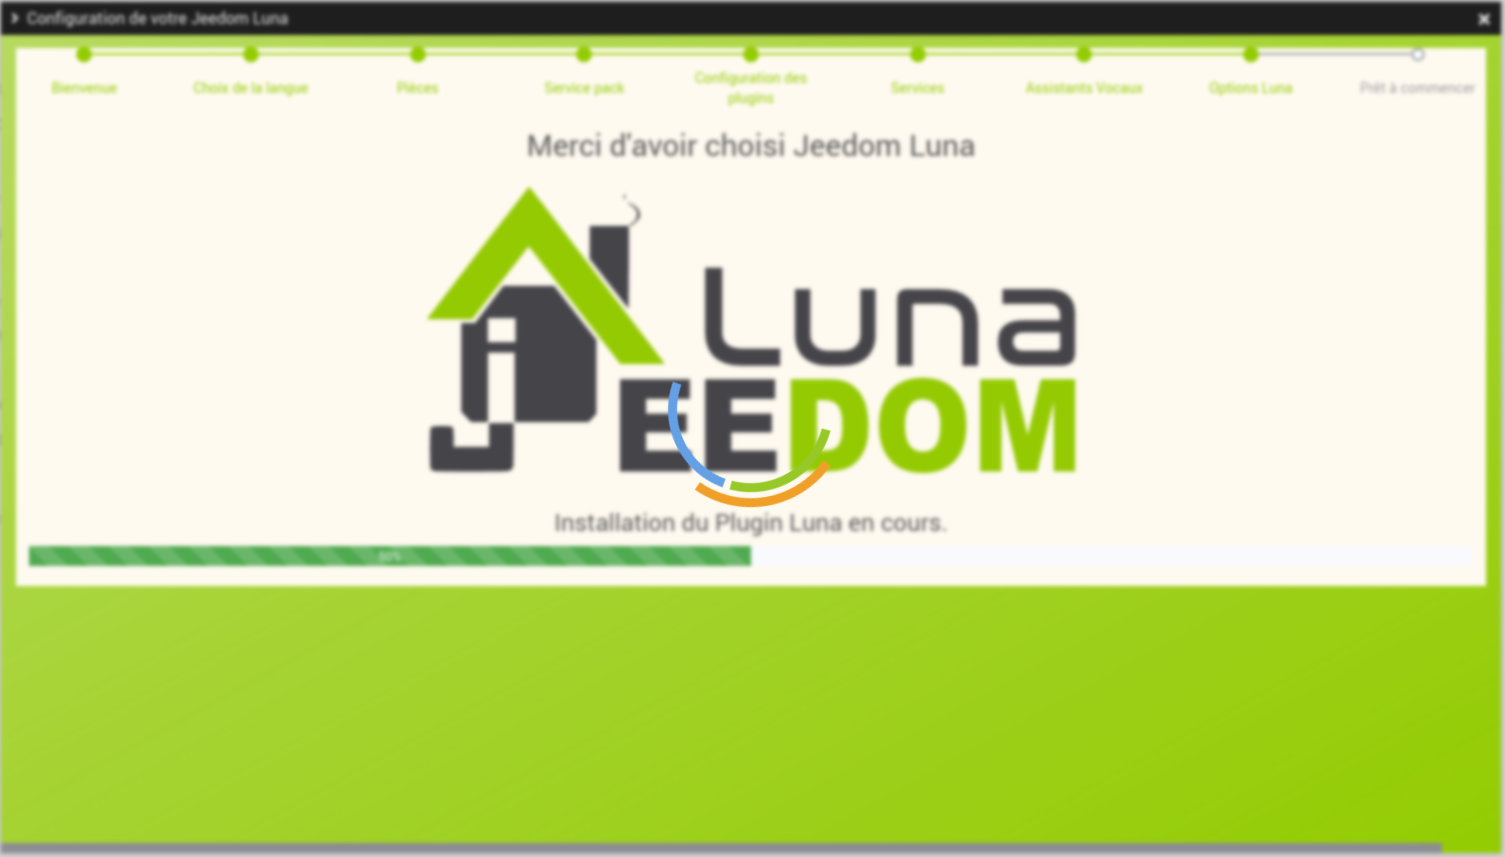 Configuration de votre Jeedom Luna
Bienvenue
Choix de la langue
Pièces
Service pack
Configuration des
plugins
Services
Assistants Vocaux
Options Luna
Prêt à commencer
Merci d'avoir choisi Jeedom Luna
Luna
JEEDOM
Installation du Plugin Luna en cours.